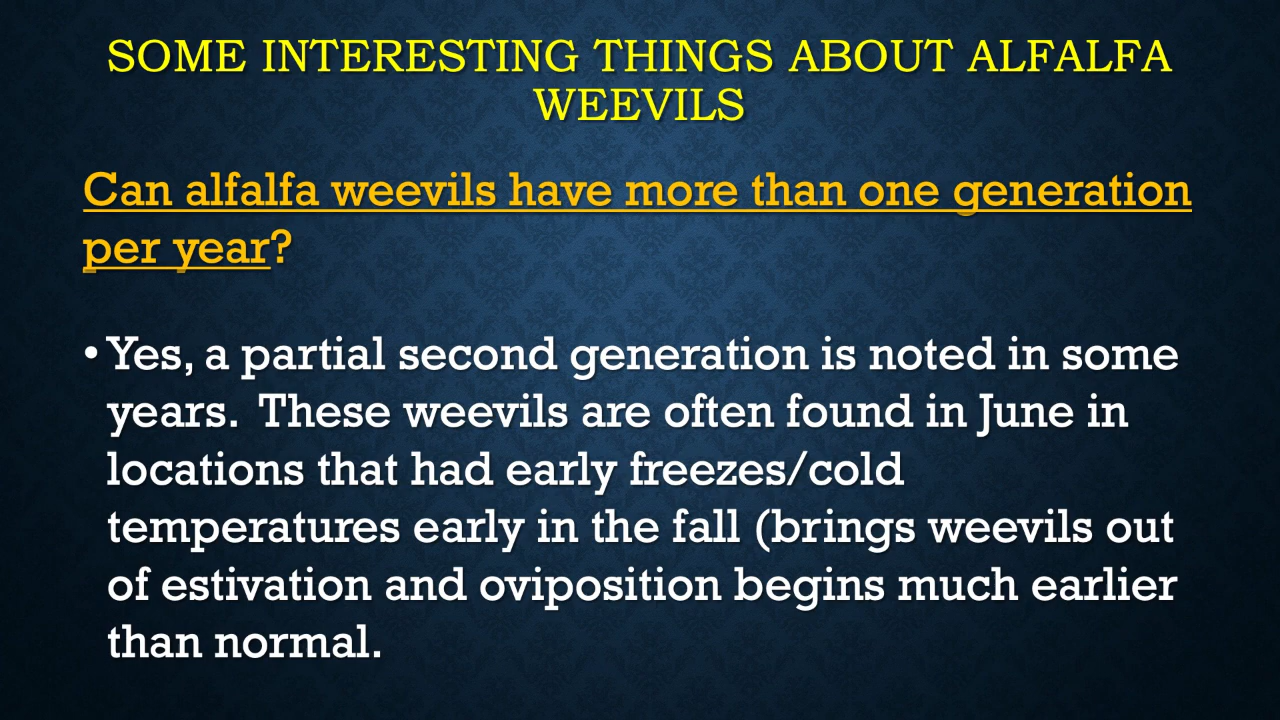 SOME INTERESTING THINGS ABOUT ALFALFA
WEEVILS
Can alfalfa weevils have more than one generation
per year?
• Yes, a partial second generation is noted in some
years.  These weevils are often found in June in
locations that had early freezes/cold
temperatures early in the fall (brings weevils out
of estivation and oviposition begins much earlier
than normal.